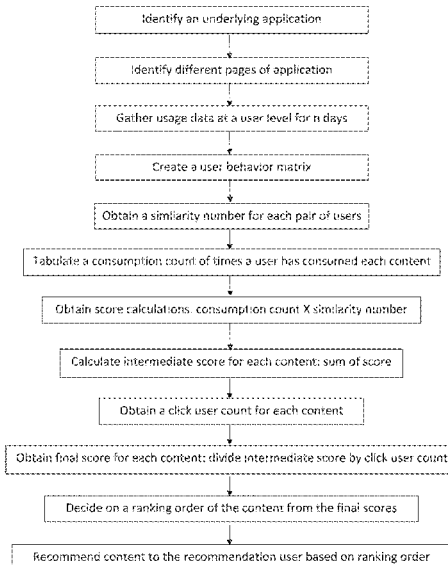 Identify an underlying application
Identify different pages of application
Gather usage data at a user level for n days
Create a user behavior matrix
Obtain a similarity number for each pair of users
Tabulate a consumption count of times a user has consumed each content
Obtain score calculations: consumption count X similarity number
Calculate intermediate score for each content: sum of score
Obtain a click user count for each content
Obtain final score for each content: divide intermediate score by click user count
Decide on a ranking order of the content from the final scores
Recommend content to the recommendation user based on ranking order